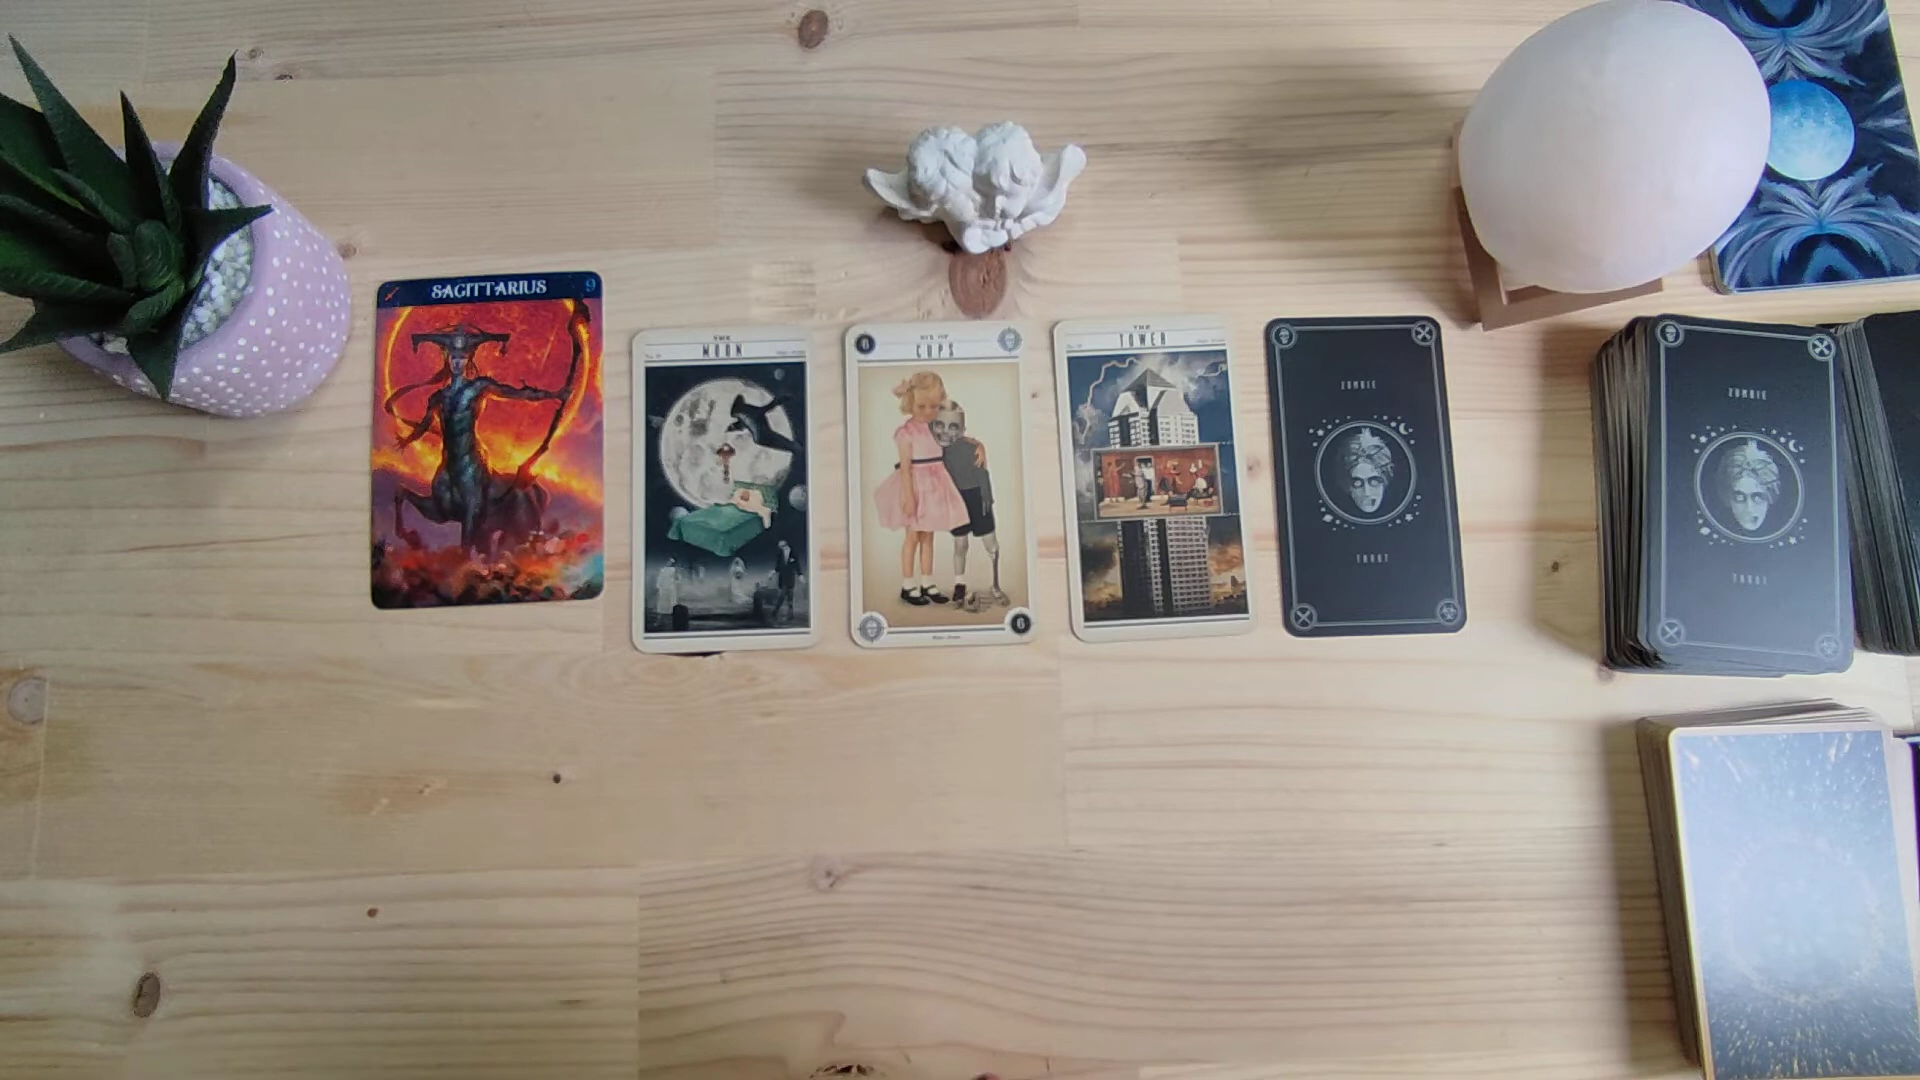 SAGITTARIUS 9
THE
MOON
6
SIX OF
CUPS
6
THE
TOWER
ZOMBIE
TAROT
ZOMBIE
TAROT